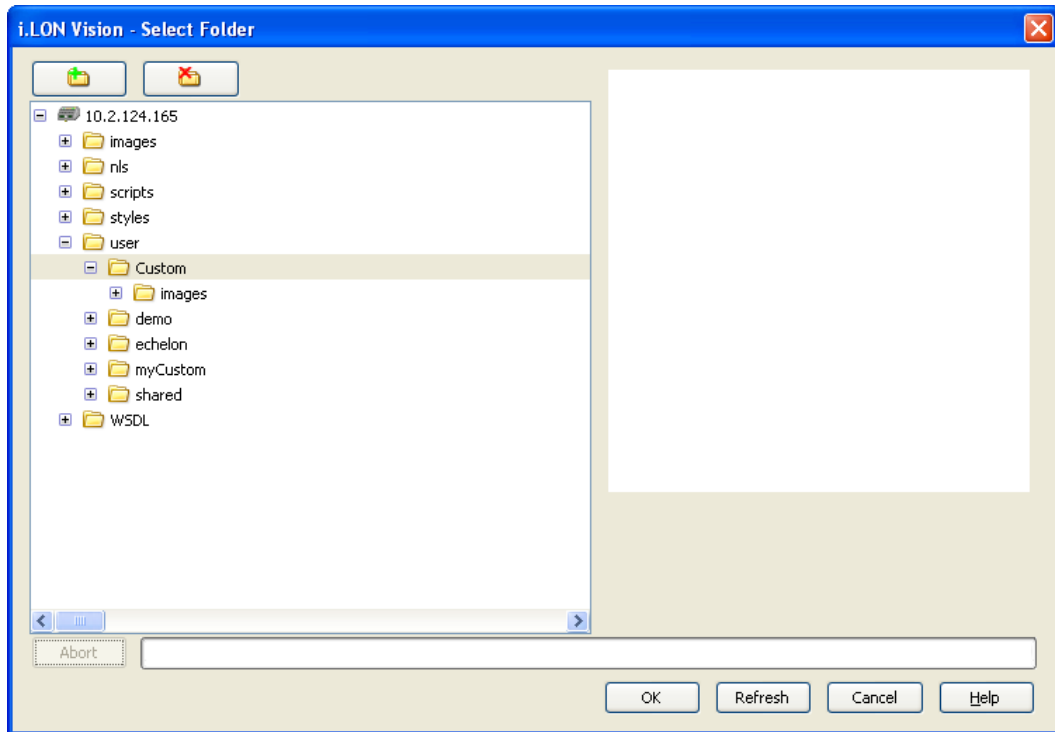 i.LON Vision - Select Folder
10.2.124.165
images
nls
scripts
styles
user
Custom
images
demo
echelon
myCustom
shared
WSDL
Abort
OK Refresh Cancel Help